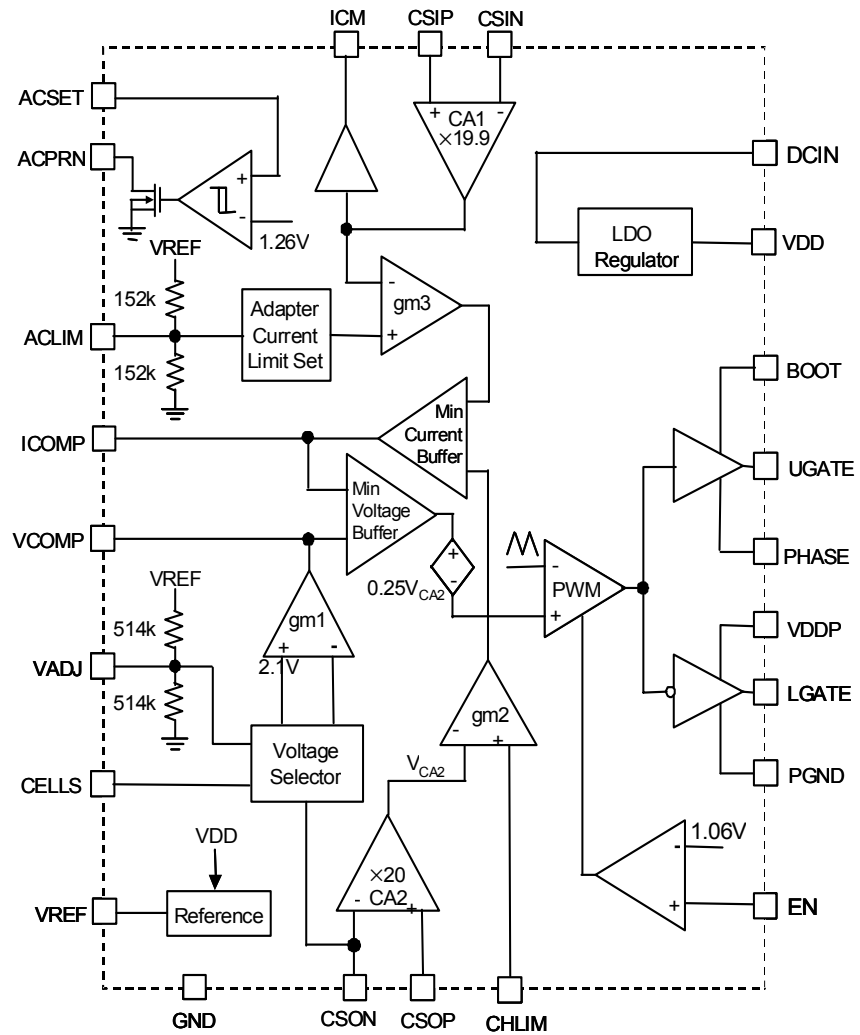 ICM CSIP CSIN
ACSET
ACPRN
+
-
1.26V
+ -
CA1
×19.9
DCIN
LDO
Regulator
VDD
VREF
152k
ACLIM
152k
Adapter
Current
Limit Set
-
gm3
+
BOOT
ICOMP
Min
Current
Buffer
UGATE
Min
Voltage
Buffer
VCOMP
PHASE
+
-
0.25VCA2
-
PWM
+
VREF
514k
VADJ
514k
gm1
+ -
2.1V
VDDP
LGATE
gm2
- +
Voltage
Selector
CELLS
VCA2
PGND
1.06V
-
+
EN
×20
- CA2 +
VDD
VREF
Reference
GND CSON CSOP CHLIM